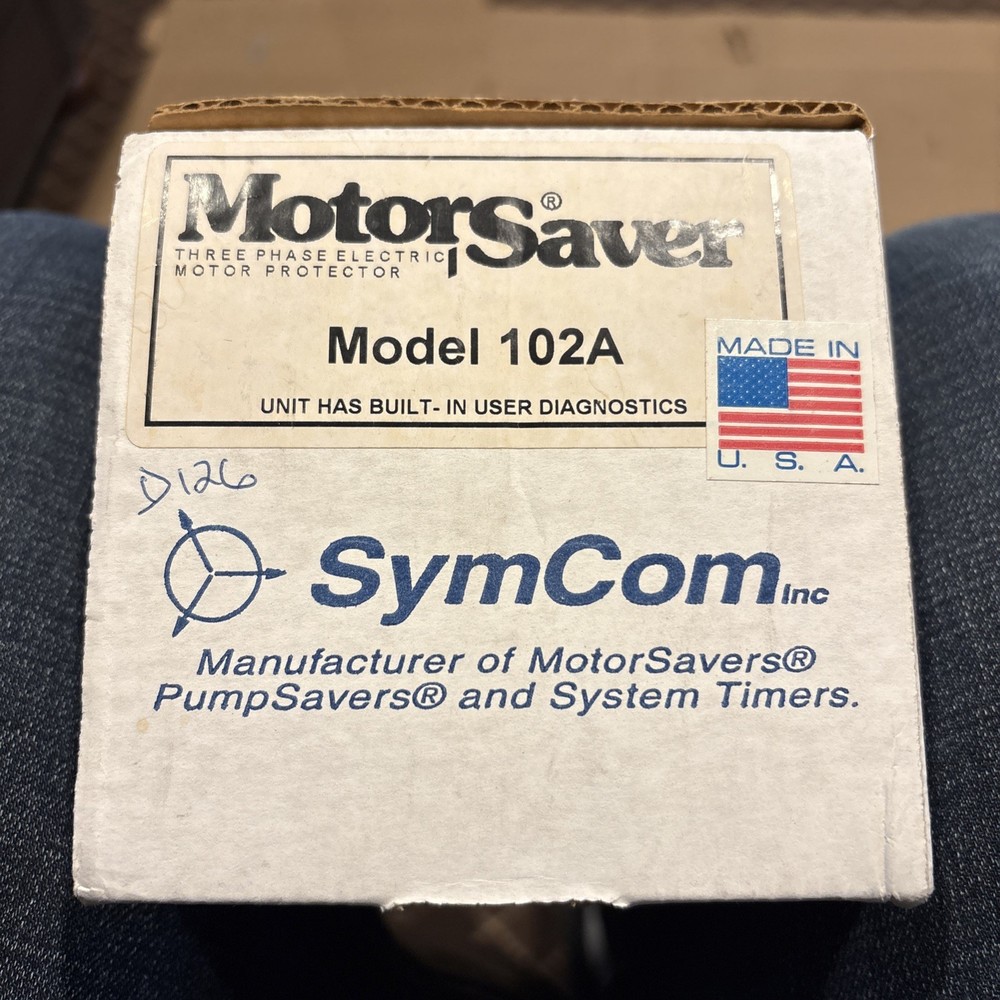 MotorSaver®
THREE PHASE ELECTRIC
MOTOR PROTECTOR
Model 102A
UNIT HAS BUILT- IN USER DIAGNOSTICS
MADE IN
U. S. A.
D126
SymCom Inc
Manufacturer of MotorSavers®
PumpSavers® and System Timers.